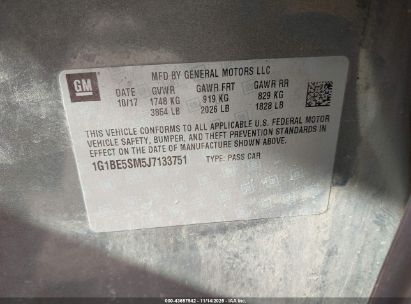 GM
MFD BY GENERAL MOTORS LLC
DATE GVWR GAWR FRT GAWR RR
10/17 1748 KG 919 KG 829 KG
3854 LB 2026 LB 1828 LB
THIS VEHICLE CONFORMS TO ALL APPLICABLE U.S. FEDERAL MOTOR
VEHICLE SAFETY, BUMPER, AND THEFT PREVENTION STANDARDS IN
EFFECT ON THE DATE OF MANUFACTURE SHOWN ABOVE.
1G1BE5SM5J7133751 TYPE: PASS CAR